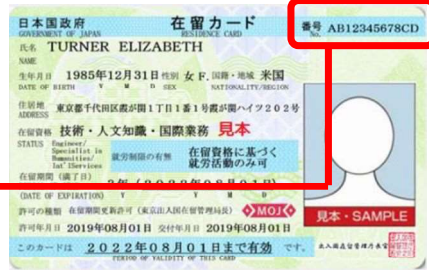 日本国政府 在留カード 番号 AB12345678CD
GOVERNMENT OF JAPAN RESIDENCE CARD No.
氏名 TURNER ELIZABETH
NAME
生年月日 1985年12月31日 性別 女 F. 国籍・地域 米国
DATE OF BIRTH Y M D SEX NATIONALITY/REGION
住居地 東京都千代田区霞が関1丁目1番1号霞が関ハイツ202号
ADDRESS
在留資格 技術・人文知識・国際業務 見本
STATUS Engineer/
Specialist in
Humanities/
Int'lServices
就労制限の有無 在留資格に基づく
就労活動のみ可
在留期間(満了日)
(DATE OF EXPIRATION) Y M D
許可の種類 在留期間更新許可(東京出入国在留管理局長) MOJ
見本・SAMPLE
許可年月日 2019年08月01日 交付年月日 2019年08月01日
このカードは 2022年08月01日まで有効 です。
PERIOD OF VALIDITY OF THIS CARD
出入国在留管理庁長官